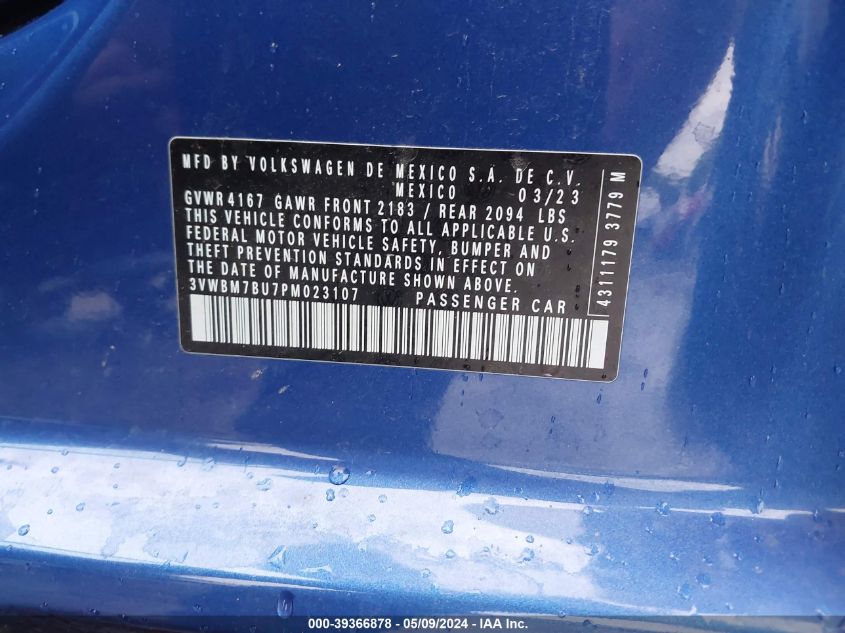 MFD BY VOLKSWAGEN DE MEXICO S.A. DE C.V.
MEXICO 03/23
GVWR 4167 GAWR FRONT 2183 / REAR 2094 LBS
THIS VEHICLE CONFORMS TO ALL APPLICABLE U.S.
FEDERAL MOTOR VEHICLE SAFETY, BUMPER AND
THEFT PREVENTION STANDARDS IN EFFECT ON
THE DATE OF MANUFACTURE SHOWN ABOVE.
3VWBM7BU7PM023107 PASSENGER CAR
4311179 3779 M
000-39366878 - 05/09/2024 - IAA Inc.